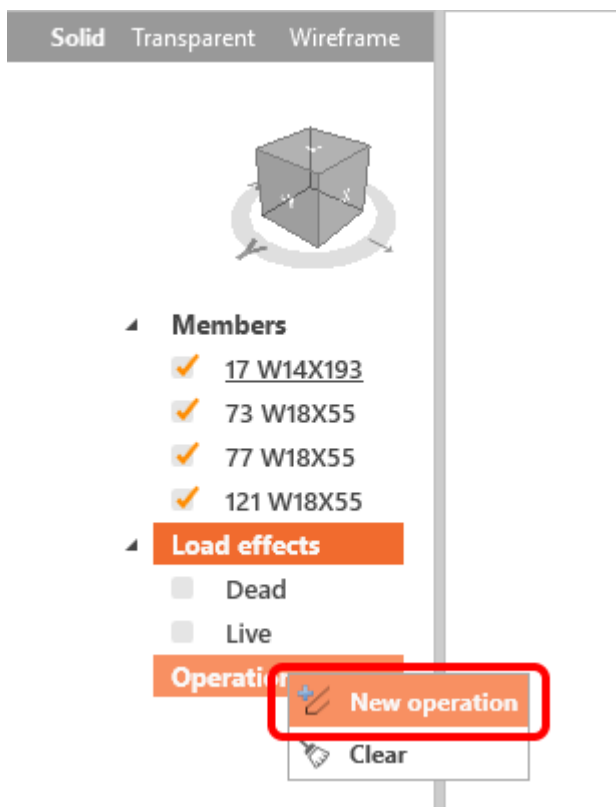 Solid Transparent Wireframe
Y
Members
17 W14X193
73 W18X55
77 W18X55
121 W18X55
Load effects
Dead
Live
Operation
New operation
Clear